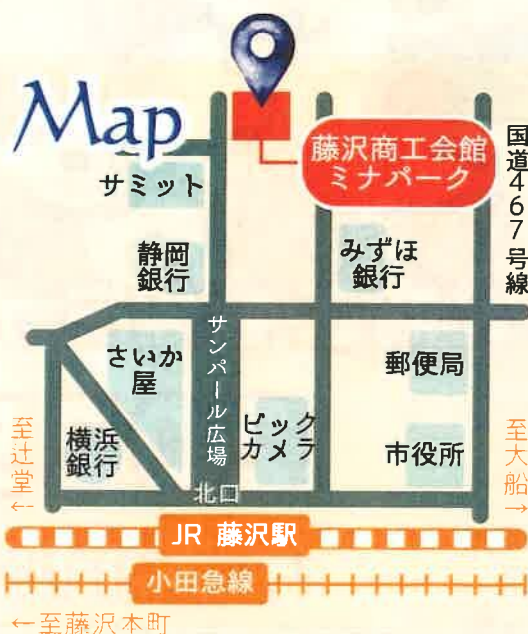 Map
藤沢商工会館
ミナパーク
国道467号線
サミット
静岡
銀行
みずほ
銀行
さいか
屋
サンパール広場
郵便局
横浜
銀行
ビック
カメラ
市役所
至辻堂←
至大船→
北口
JR 藤沢駅
小田急線
←至藤沢本町